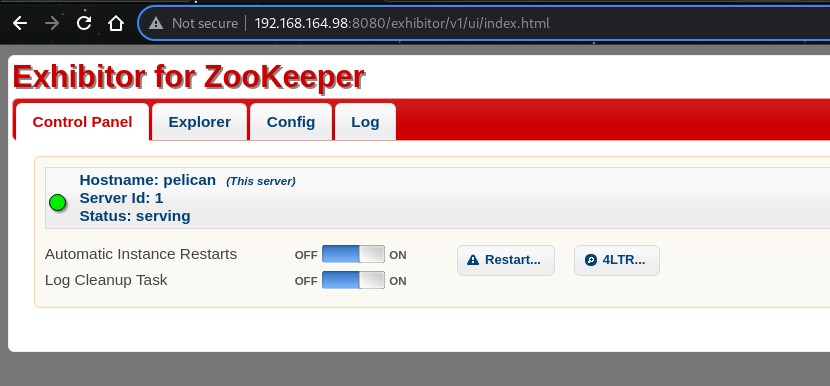 Not secure 192.168.164.98:8080/exhibitor/v1/ui/index.html
Exhibitor for ZooKeeper
Control Panel Explorer Config Log
Hostname: pelican (This server)
Server Id: 1
Status: serving
Automatic Instance Restarts OFF ON Restart... 4LTR...
Log Cleanup Task OFF ON